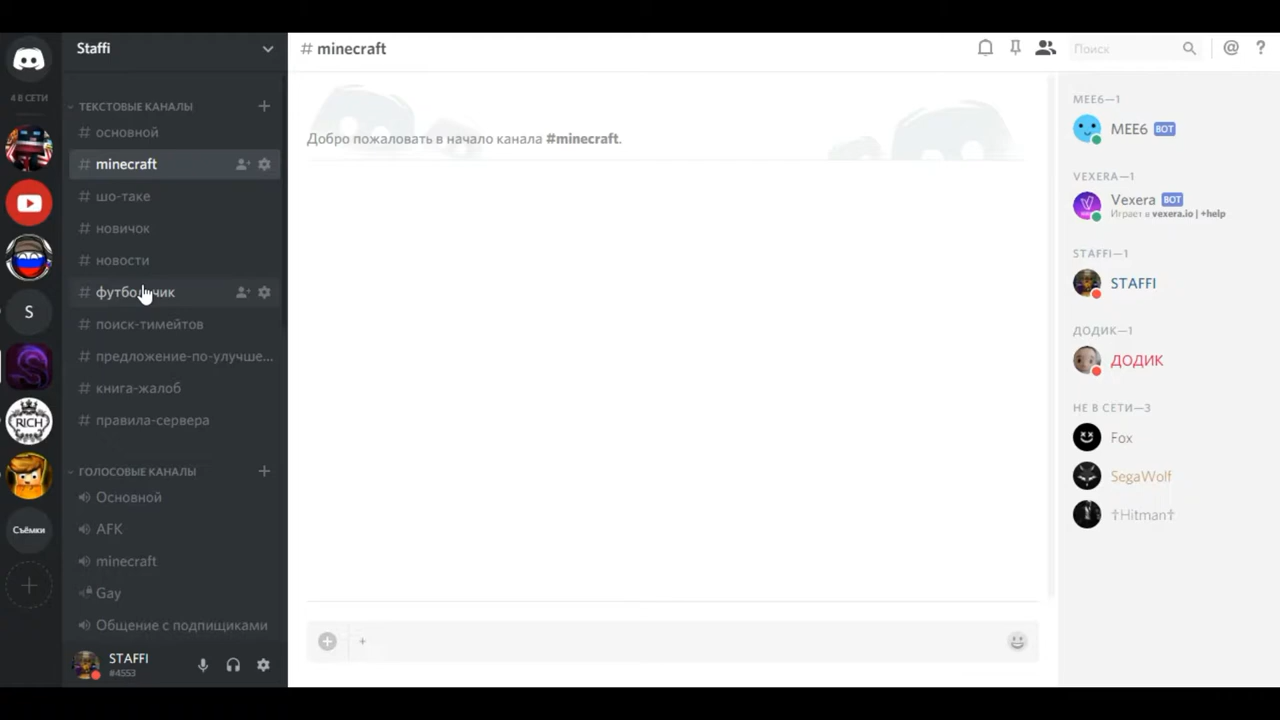 4 В СЕТИ
S
RICH
Съёмки
Staffi
ТЕКСТОВЫЕ КАНАЛЫ
# основной
# minecraft
# шо-таке
# новичок
# новости
# поиск-тимейтов
# предложение-по-улучше...
# книга-жалоб
# правила-сервера
ГОЛОСОВЫЕ КАНАЛЫ
Основной
AFK
minecraft
Gay
Общение с подпищиками
STAFFI
#4553
# minecraft
Поиск
Добро пожаловать в начало канала #minecraft.
+
MEE6—1
MEE6 BOT
VEXERA—1
Vexera BOT
Играет в vexera.io | +help
STAFFI—1
STAFFI
ДОДИК—1
ДОДИК
НЕ В СЕТИ—3
Fox
SegaWolf
†Hitman†